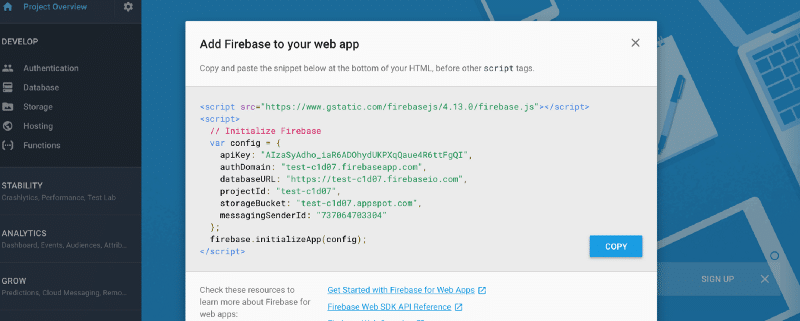 Project Overview
DEVELOP
Authentication
Database
Storage
Hosting
Functions
STABILITY
Crashlytics, Performance, Test Lab
ANALYTICS
Dashboard, Events, Audiences, Attrib...
GROW
Predictions, Cloud Messaging, Remo...
Add Firebase to your web app
Copy and paste the snippet below at the bottom of your HTML, before other script tags.
<script src="https://www.gstatic.com/firebasejs/4.13.0/firebase.js"></script>
<script>
// Initialize Firebase
var config = {
apiKey: "AIzaSyAdho_iaR6ADOhydUKPXqQaue4R6ttFgQI",
authDomain: "test-c1d07.firebaseapp.com",
databaseURL: "https://test-c1d07.firebaseio.com",
projectId: "test-c1d07",
storageBucket: "test-c1d07.appspot.com",
messagingSenderId: "737064703304"
};
firebase.initializeApp(config);
</script>
COPY
Check these resources to
learn more about Firebase for
web apps:
Get Started with Firebase for Web Apps
Firebase Web SDK API Reference
SIGN UP